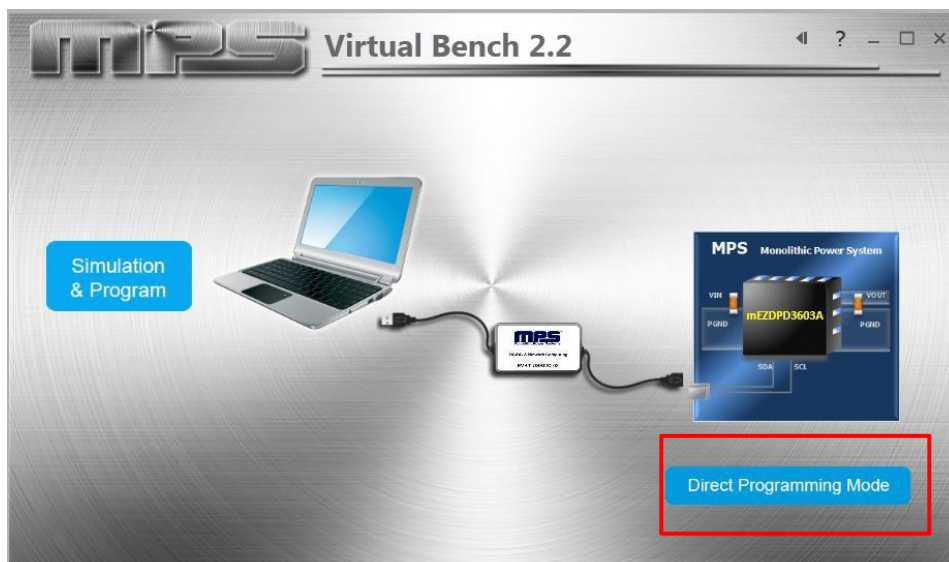 MPS
Virtual Bench 2.2
?
Simulation
& Program
MPS
MPS Monolithic Power System
VIN
VOUT
mEZDPD3603A
PGND
PGND
SDA
SCL
Direct Programming Mode